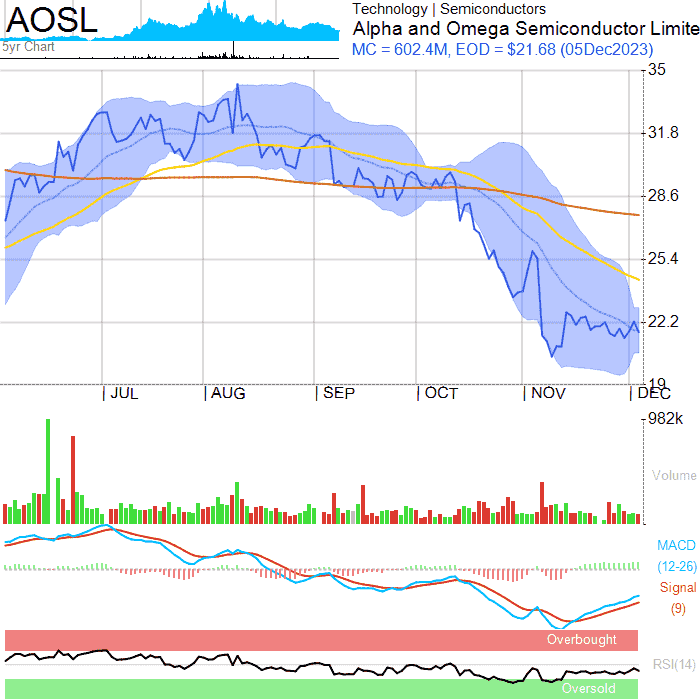 AOSL
Technology | Semiconductors
Alpha and Omega Semiconductor Limite
MC = 602.4M, EOD = $21.68 (05Dec2023)
5yr Chart
35
31.8
28.6
25.4
22.2
19
| JUL | AUG | SEP | OCT | NOV | DEC
982k
Volume
MACD
(12-26)
Signal
(9)
Overbought
RSI(14)
Oversold